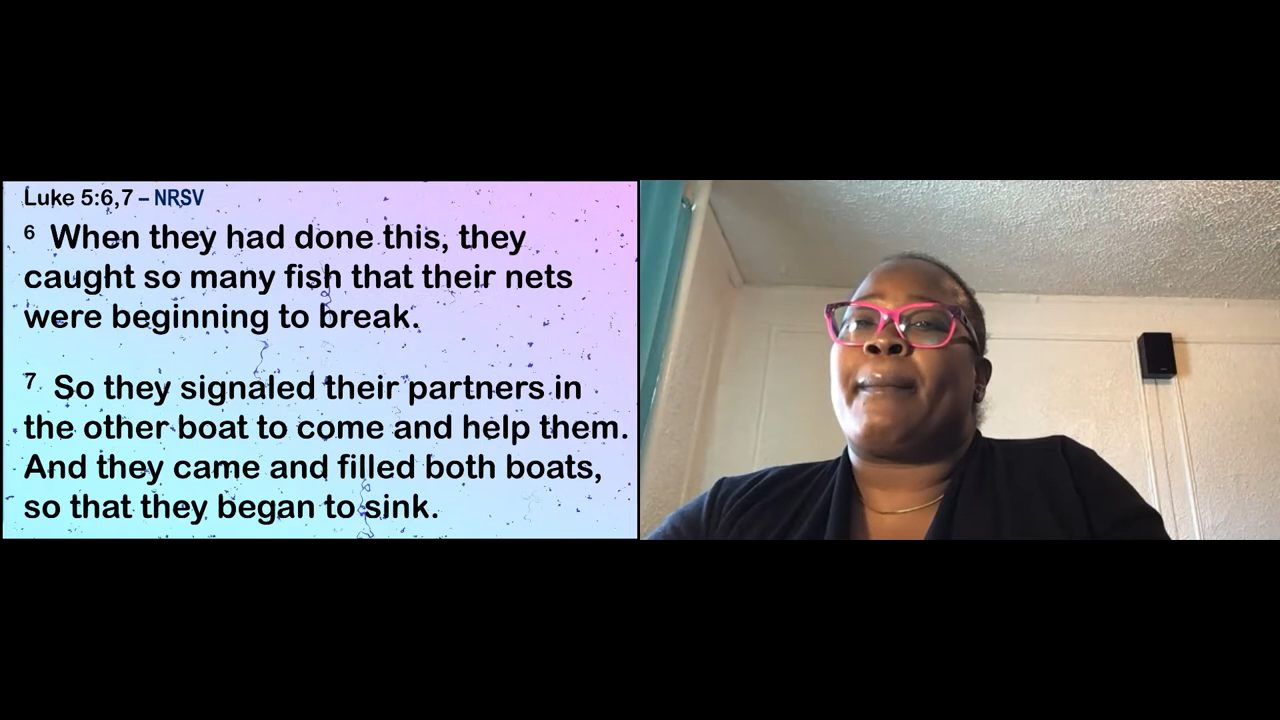 Luke 5:6,7 – NRSV
6 When they had done this, they
caught so many fish that their nets
were beginning to break.
7 So they signaled their partners in
the other boat to come and help them.
And they came and filled both boats,
so that they began to sink.